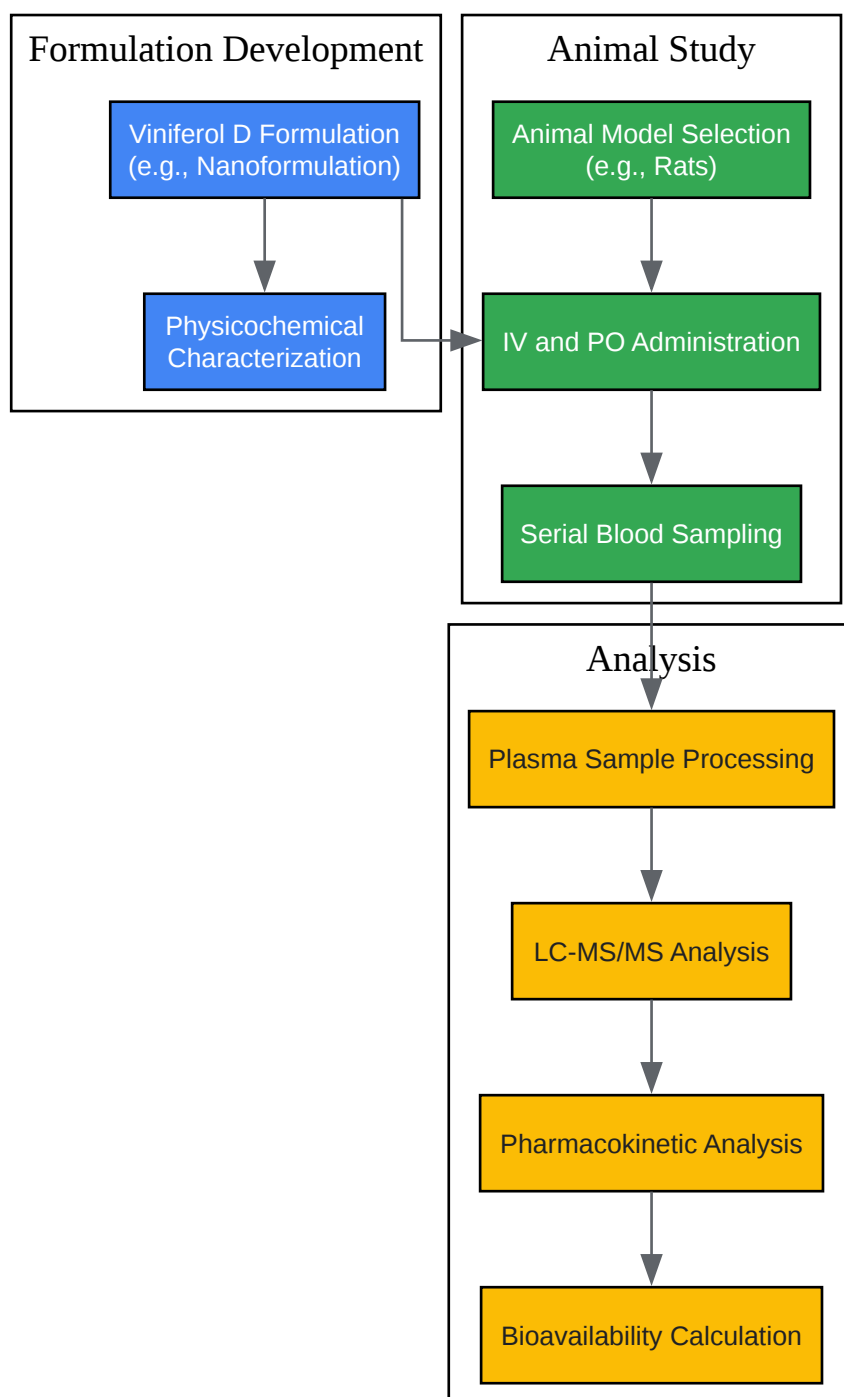 Formulation Development
Viniferol D Formulation
(e.g., Nanoformulation)
Physicochemical
Characterization
Animal Study
Animal Model Selection
(e.g., Rats)
IV and PO Administration
Serial Blood Sampling
Analysis
Plasma Sample Processing
LC-MS/MS Analysis
Pharmacokinetic Analysis
Bioavailability Calculation